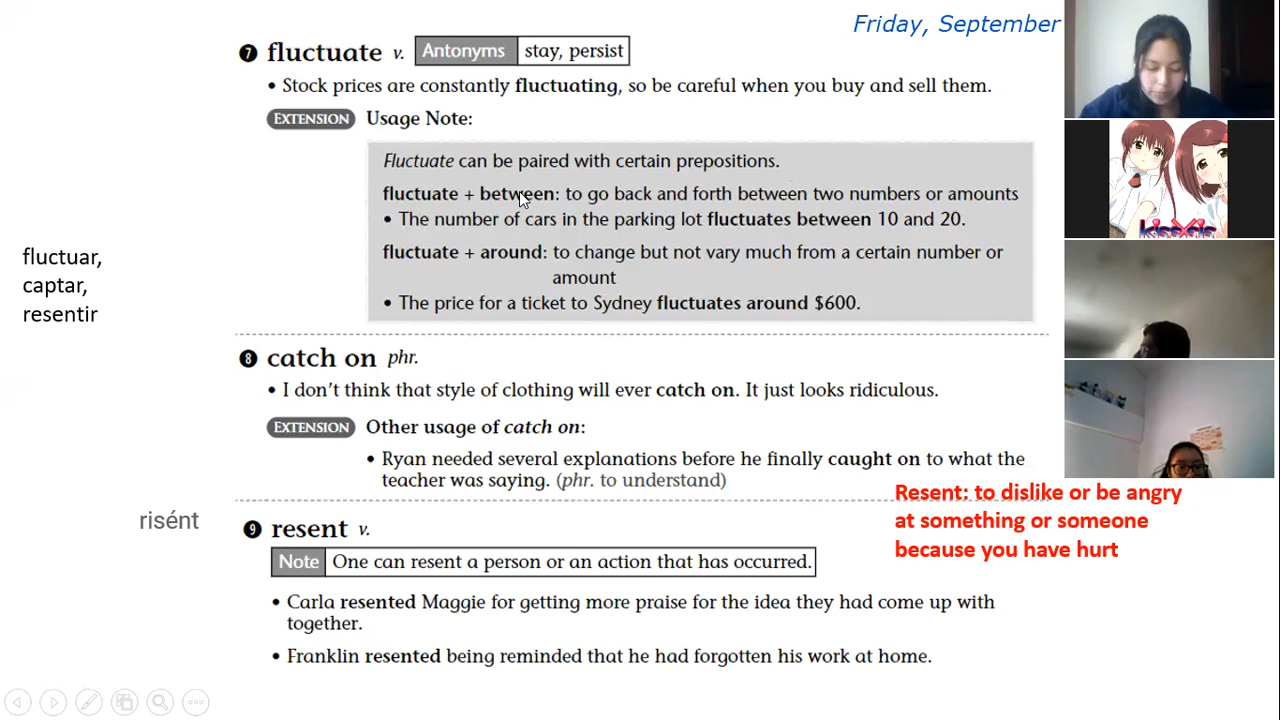 Friday, September
7 fluctuate v. Antonyms stay, persist
• Stock prices are constantly fluctuating, so be careful when you buy and sell them.
EXTENSION Usage Note:
Fluctuate can be paired with certain prepositions.
fluctuate + between: to go back and forth between two numbers or amounts
• The number of cars in the parking lot fluctuates between 10 and 20.
fluctuate + around: to change but not vary much from a certain number or
amount
• The price for a ticket to Sydney fluctuates around $600.
fluctuar,
captar,
resentir
8 catch on phr.
• I don't think that style of clothing will ever catch on. It just looks ridiculous.
EXTENSION Other usage of catch on:
• Ryan needed several explanations before he finally caught on to what the
teacher was saying. (phr. to understand)
risént
9 resent v.
Note One can resent a person or an action that has occurred.
• Carla resented Maggie for getting more praise for the idea they had come up with
together.
• Franklin resented being reminded that he had forgotten his work at home.
Resent: to dislike or be angry
at something or someone
because you have hurt
kissXsis